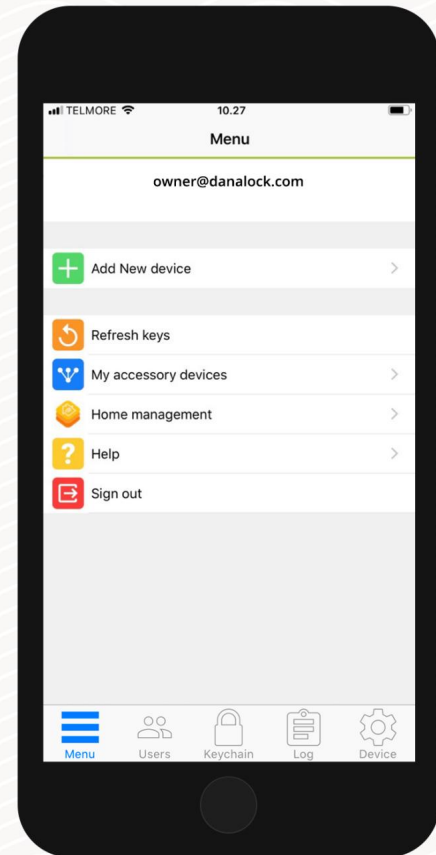 TELMORE 10.27
Menu
owner@danalock.com
Add New device
Refresh keys
My accessory devices
Home management
? Help
Sign out
Menu Users Keychain Log Device